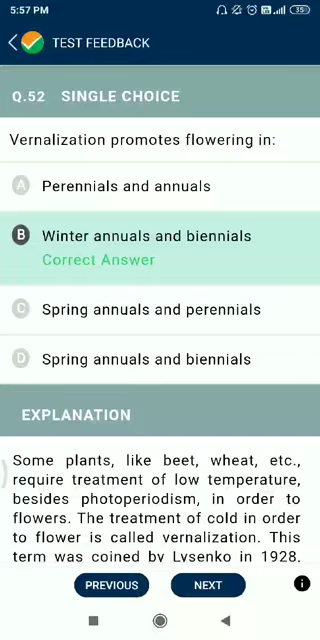 5:57 PM
35
TEST FEEDBACK
Q.52 SINGLE CHOICE
Vernalization promotes flowering in:
A Perennials and annuals
B Winter annuals and biennials
Correct Answer
C Spring annuals and perennials
D Spring annuals and biennials
EXPLANATION
Some plants, like beet, wheat, etc.,
require treatment of low temperature,
besides photoperiodism, in order to
flowers. The treatment of cold in order
to flower is called vernalization. This
term was coined by Lysenko in 1928,
PREVIOUS NEXT